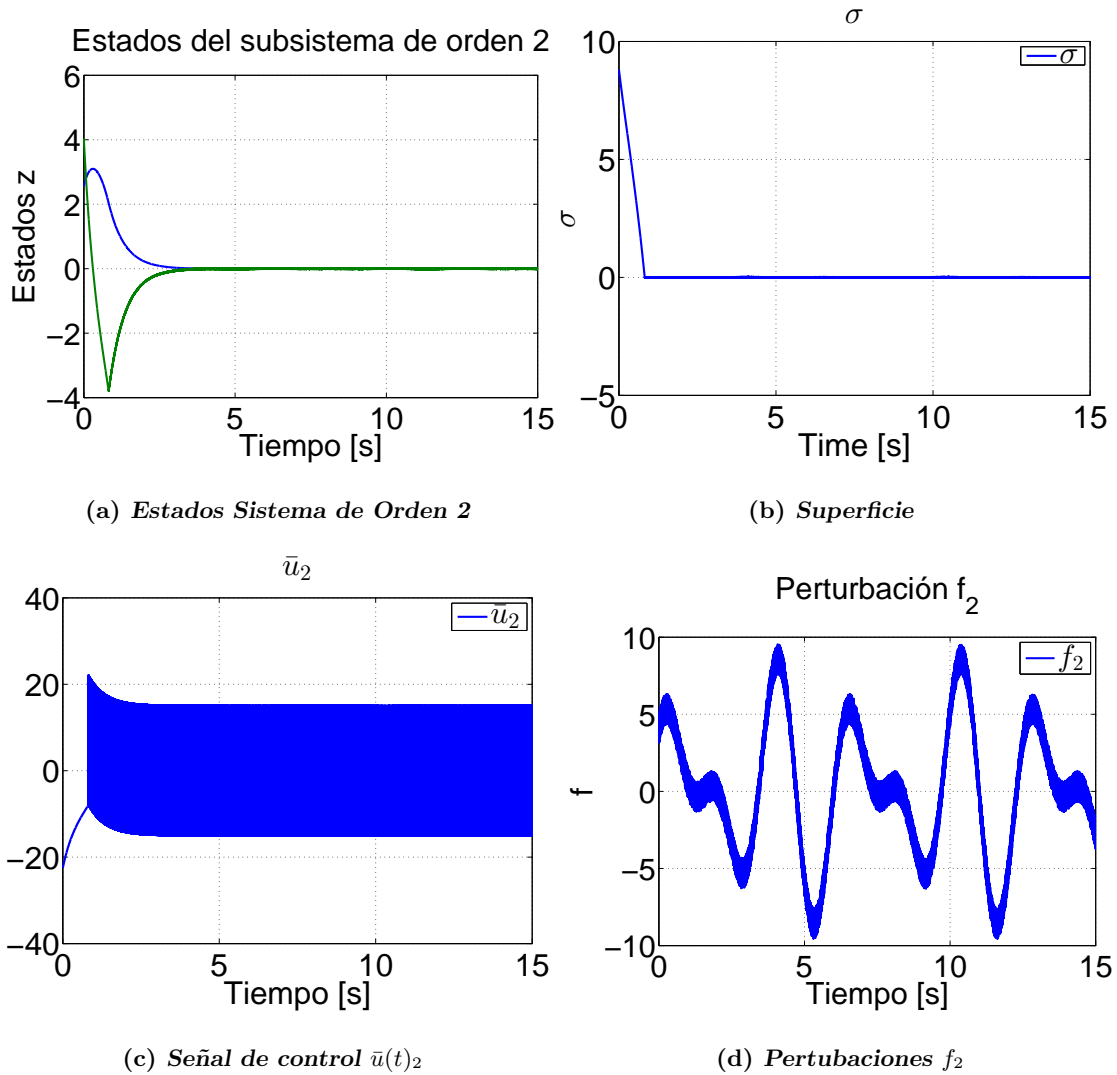 Estados del subsistema de orden 2
6
4
2
0
−2
−4
Estados z
0
5
10
15
Tiempo [s]
(a) Estados Sistema de Orden 2
σ
10
5
0
−5
σ
σ
0
5
10
15
Time [s]
(b) Superficie
ū₂
40
20
0
−20
−40
ū₂
0
5
10
15
Tiempo [s]
(c) Señal de control ū(t)₂
Perturbación f₂
10
5
0
−5
−10
f
f₂
0
5
10
15
Tiempo [s]
(d) Pertubaciones f₂